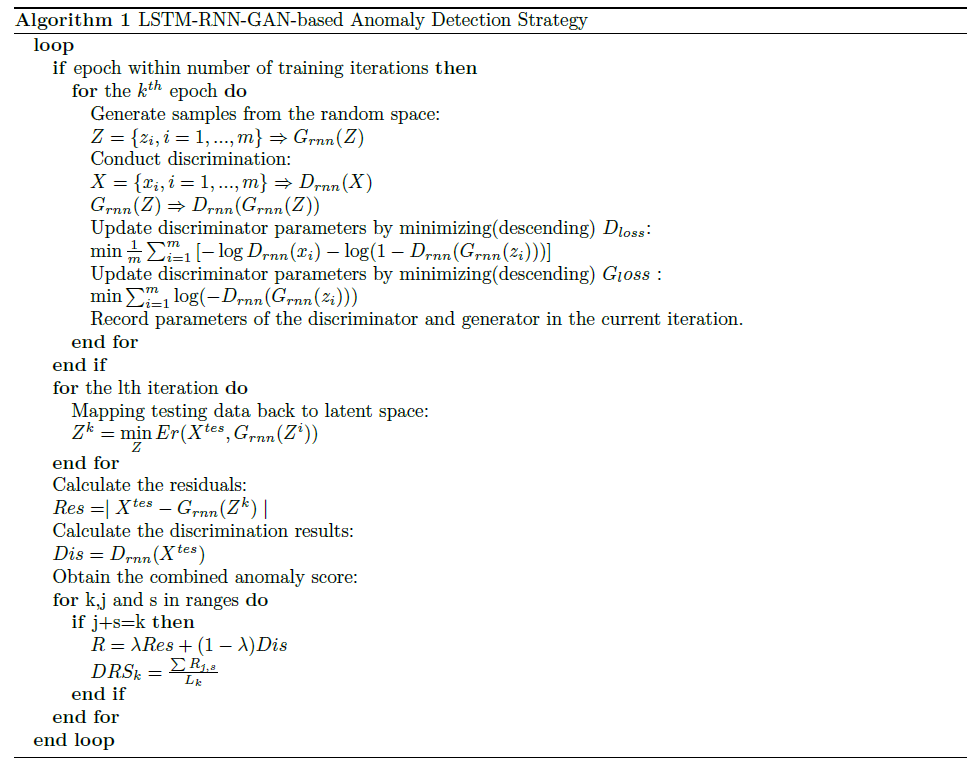 Algorithm 1 LSTM-RNN-GAN-based Anomaly Detection Strategy
loop
if epoch within number of training iterations then
for the k^{th} epoch do
Generate samples from the random space:
Z = {z_i, i = 1, ..., m} ⇒ G_{rnn}(Z)
Conduct discrimination:
X = {x_i, i = 1, ..., m} ⇒ D_{rnn}(X)
G_{rnn}(Z) ⇒ D_{rnn}(G_{rnn}(Z))
Update discriminator parameters by minimizing(descending) D_{loss}:
min \frac{1}{m} \sum_{i=1}^{m} [− log D_{rnn}(x_i) − log(1 − D_{rnn}(G_{rnn}(z_i)))]
Update discriminator parameters by minimizing(descending) G_loss :
min \sum_{i=1}^{m} log(−D_{rnn}(G_{rnn}(z_i)))
Record parameters of the discriminator and generator in the current iteration.
end for
end if
for the lth iteration do
Mapping testing data back to latent space:
Z^k = \min_{Z} Er(X^{tes}, G_{rnn}(Z^i))
end for
Calculate the residuals:
Res =| X^{tes} − G_{rnn}(Z^k) |
Calculate the discrimination results:
Dis = D_{rnn}(X^{tes})
Obtain the combined anomaly score:
for k,j and s in ranges do
if j+s=k then
R = λRes + (1 − λ)Dis
DRS_k = \frac{\sum R_{j,s}}{L_k}
end if
end for
end loop